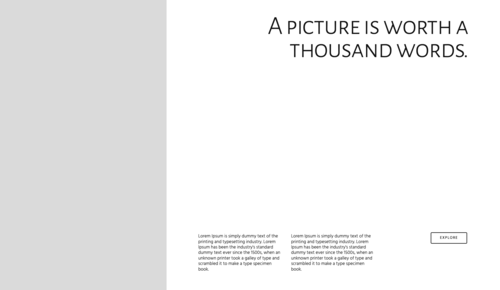 A PICTURE IS WORTH A
THOUSAND WORDS.
Lorem Ipsum is simply dummy text of the
printing and typesetting industry. Lorem
Ipsum has been the industry's standard
dummy text ever since the 1500s, when an
unknown printer took a galley of type and
scrambled it to make a type specimen
book.
Lorem Ipsum is simply dummy text of the
printing and typesetting industry. Lorem
Ipsum has been the industry's standard
dummy text ever since the 1500s, when an
unknown printer took a galley of type and
scrambled it to make a type specimen
book.
EXPLORE